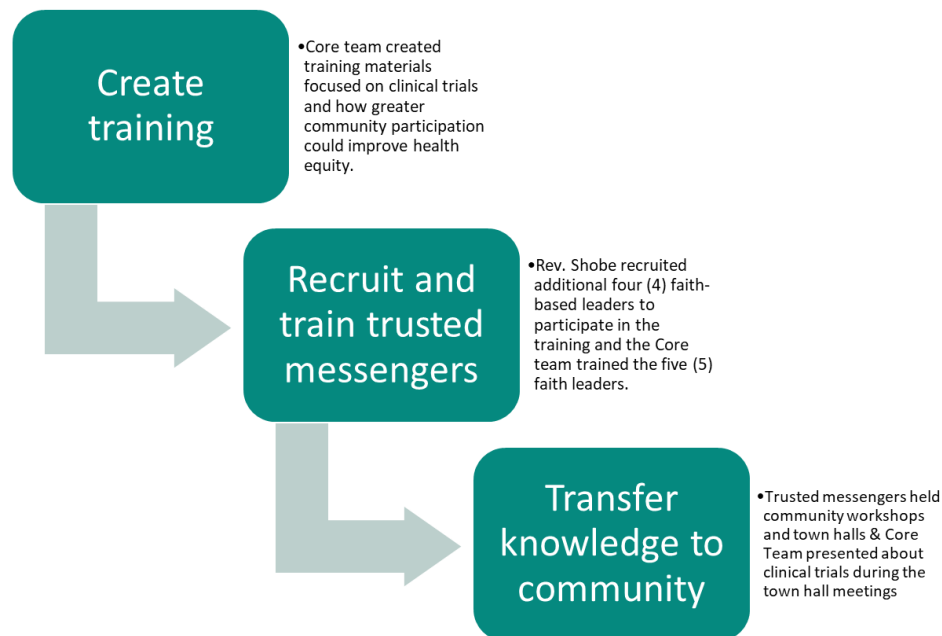 Create
training
•Core team created
training materials
focused on clinical trials
and how greater
community participation
could improve health
equity.
Recruit and
train trusted
messengers
•Rev. Shobe recruited
additional four (4) faith-
based leaders to
participate in the
training and the Core
team trained the five (5)
faith leaders.
Transfer
knowledge to
community
•Trusted messengers held
community workshops
and town halls & Core
Team presented about
clinical trials during the
town hall meetings